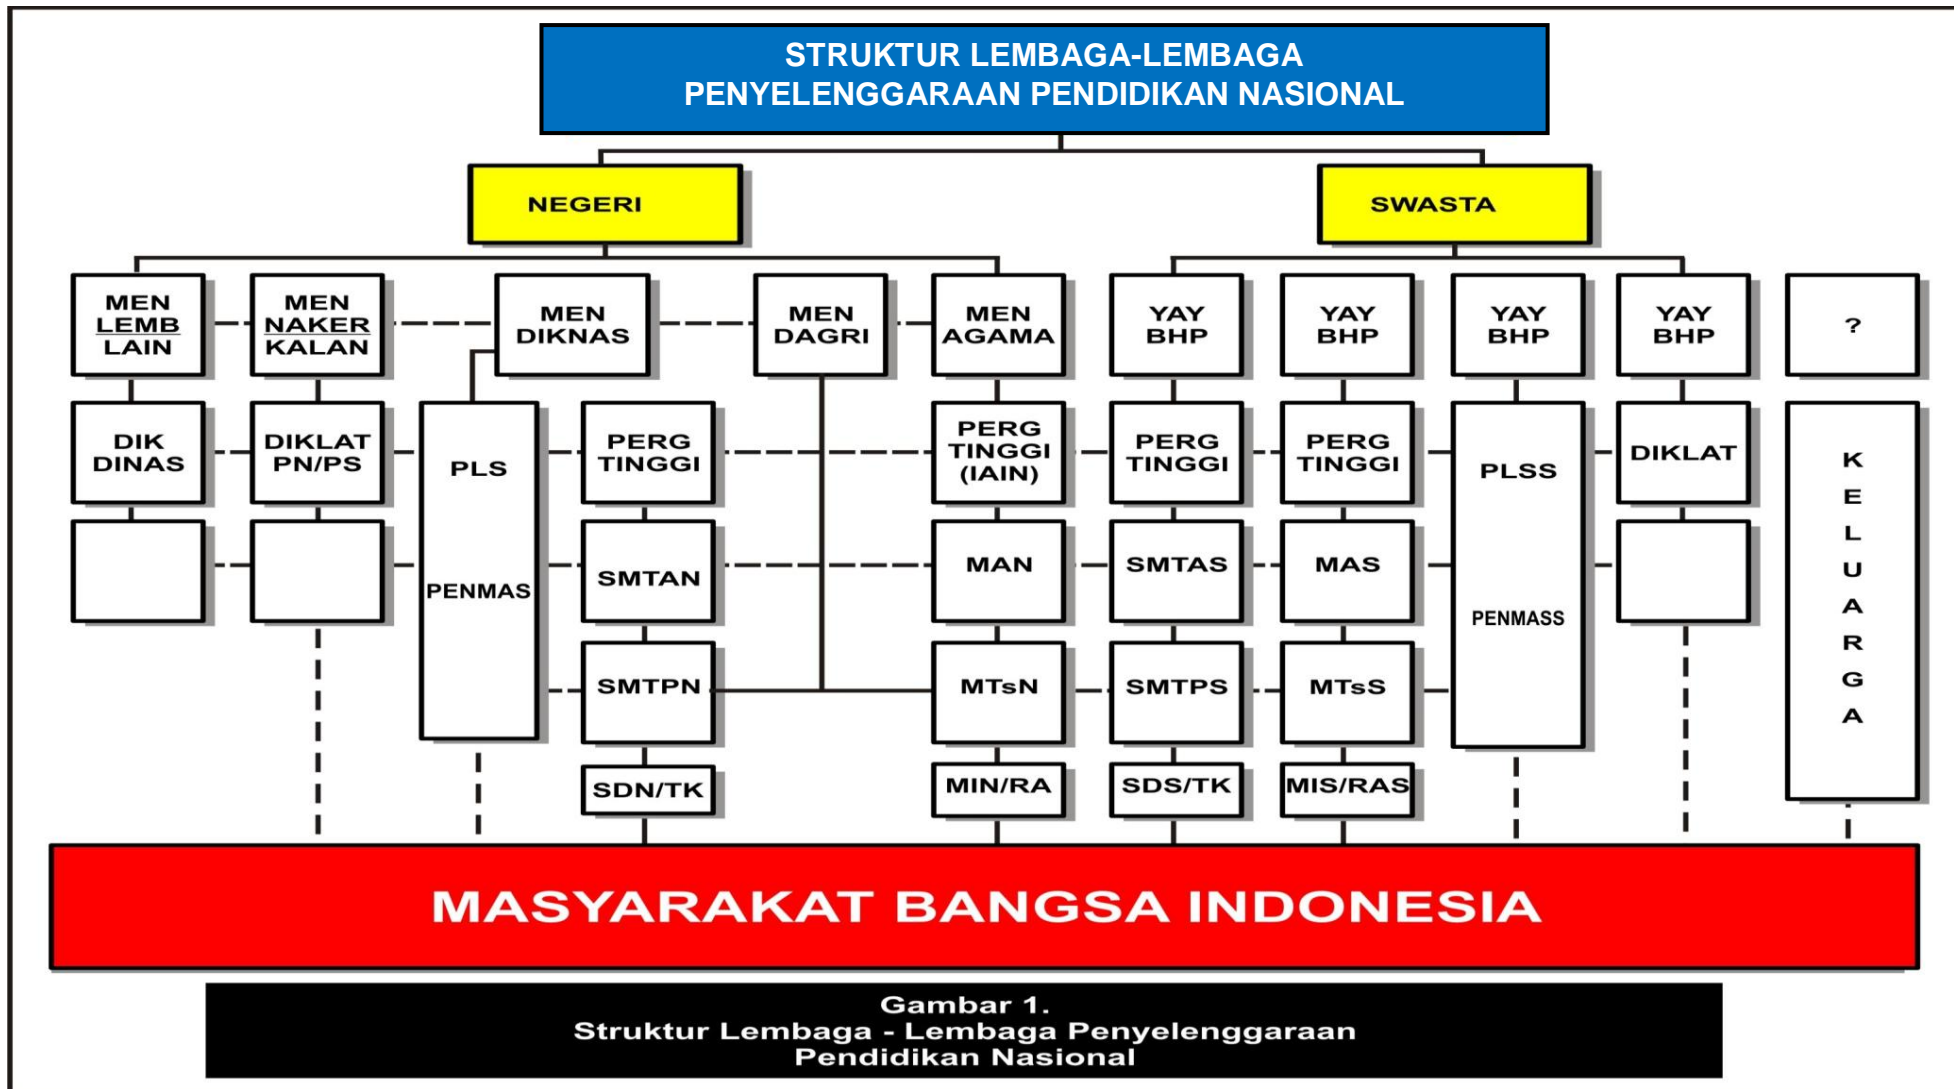 STRUKTUR LEMBAGA-LEMBAGA
PENYELENGGARAAN PENDIDIKAN NASIONAL
NEGERI
SWASTA
MEN
LEMB
LAIN
MEN
NAKER
KALAN
MEN
DIKNAS
MEN
DAGRI
MEN
AGAMA
YAY
BHP
YAY
BHP
YAY
BHP
YAY
BHP
?
DIK
DINAS
DIKLAT
PN/PS
PLS
PENMAS
PERG
TINGGI
PERG
TINGGI
(IAIN)
PERG
TINGGI
PERG
TINGGI
PLSS
PENMASS
DIKLAT
K
E
L
U
A
R
G
A
SMTAN
MAN
SMTAS
MAS
SMTPN
MTsN
SMTPS
MTsS
SDN/TK
MIN/RA
SDS/TK
MIS/RAS
MASYARAKAT BANGSA INDONESIA
Gambar 1.
Struktur Lembaga - Lembaga Penyelenggaraan
Pendidikan Nasional